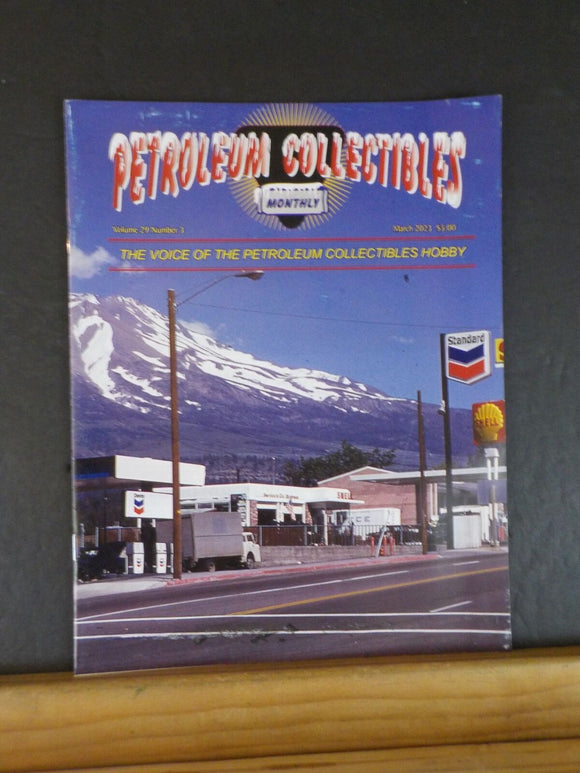 PETROLEUM COLLECTIBLES
MONTHLY
Volume 29 Number 3
March 2023 $5.00
THE VOICE OF THE PETROLEUM COLLECTIBLES HOBBY
Standard
SHELL
SHELL